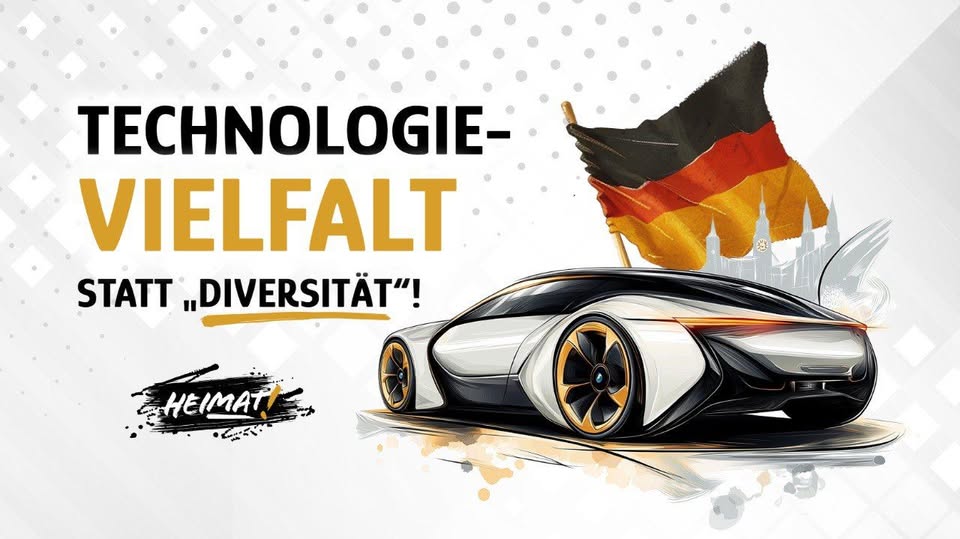 TECHNOLOGIE-
VIELFALT
STATT „DIVERSITÄT“!
HEIMAT!